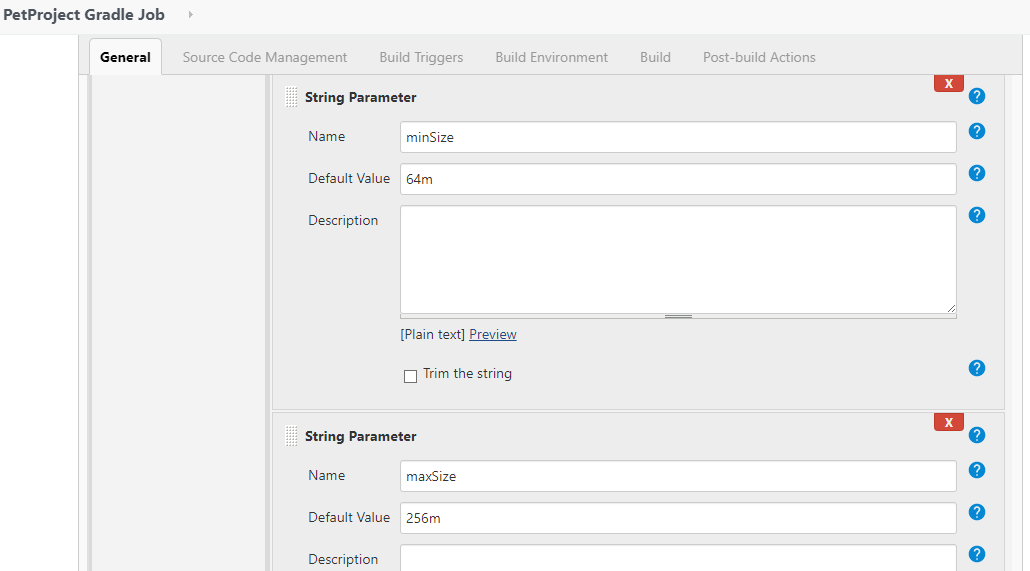 PetProject Gradle Job
General Source Code Management Build Triggers Build Environment Build Post-build Actions
X
String Parameter ?
Name minSize ?
Default Value 64m ?
Description ?
[Plain text] Preview
Trim the string ?
X
String Parameter ?
Name maxSize ?
Default Value 256m ?
Description ?